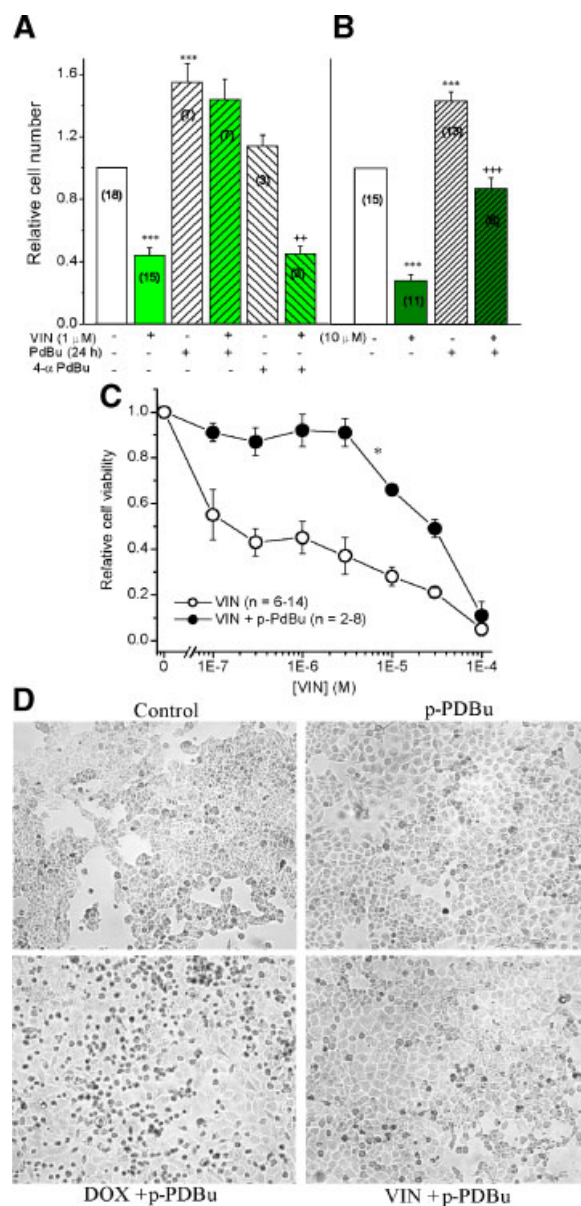 A
B
1.6
1.2
0.8
0.4
0.0
Relative cell number
***
***
++
***
***
+++
(18)
(15)
(7)
(7)
(3)
(15)
(11)
(13)
VIN (1 μM) - + - + - + (10 μM) - + - +
PdBu (24 h) - - + + - - - - + +
4-α PdBu - - - - + +
C
1.0
0.8
0.6
0.4
0.2
0.0
Relative cell viability
*
VIN (n = 6-14)
VIN + p-PdBu (n = 2-8)
0 1E-7 1E-6 1E-5 1E-4
[VIN] (M)
D
Control p-PDBu
DOX +p-PDBu VIN +p-PDBu